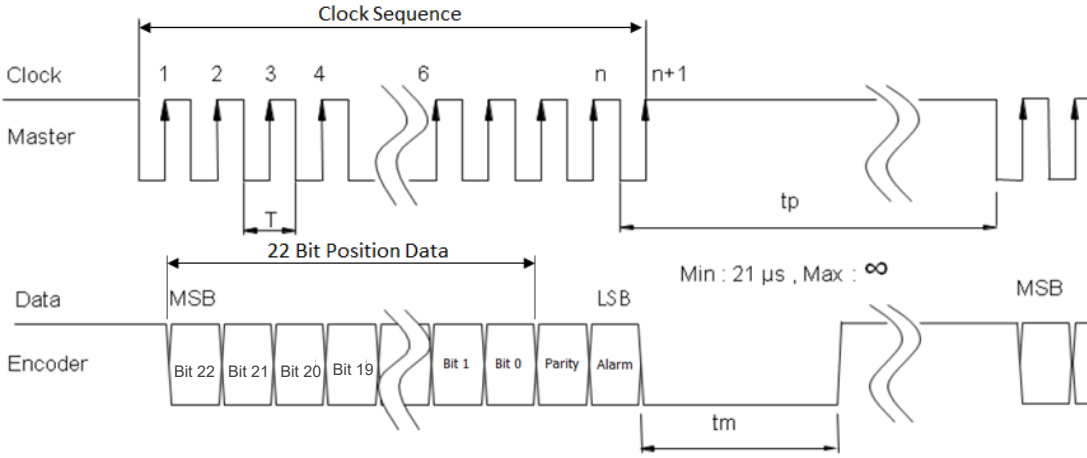 Clock Sequence
Clock 1 2 3 4 6 n n+1
Master
T
tp
22 Bit Position Data
Min : 21 µs , Max : ∞
Data MSB LSB MSB
Encoder Bit 22 Bit 21 Bit 20 Bit 19 Bit 1 Bit 0 Parity Alarm
tm